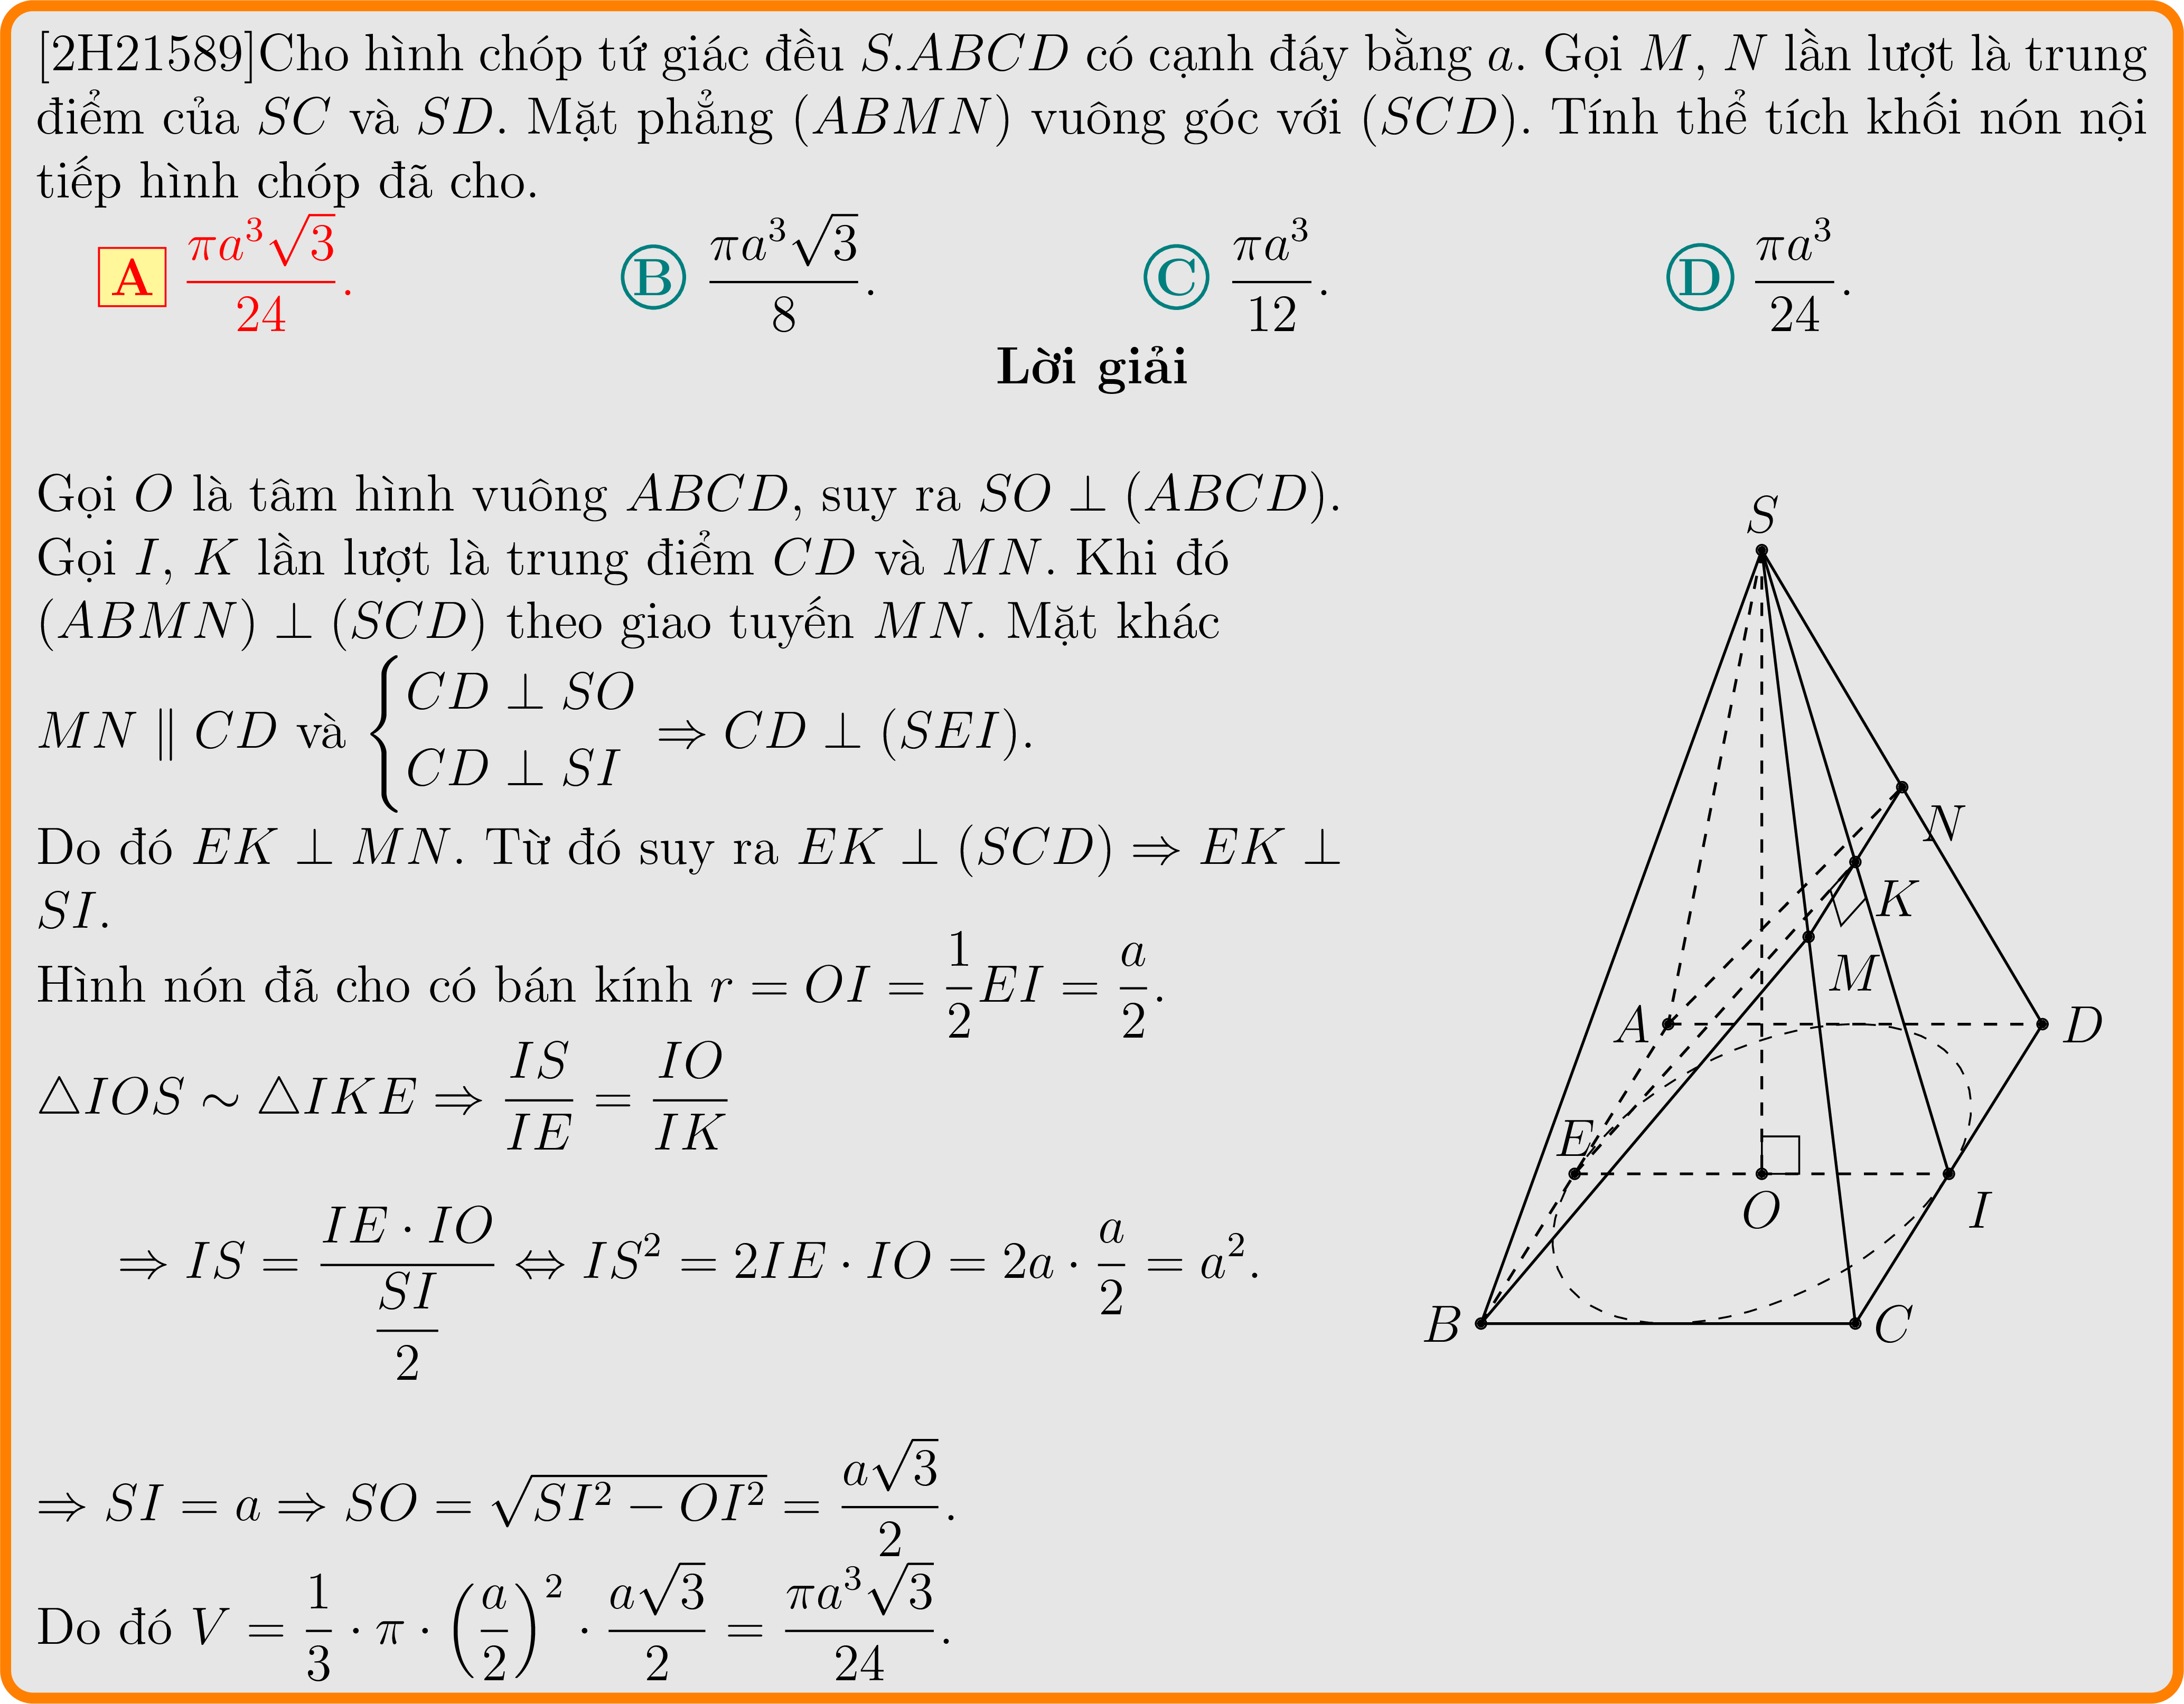 [2H21589]Cho hình chóp tứ giác đều S.ABCD có cạnh đáy bằng a. Gọi M, N lần lượt là trung
điểm của SC và SD. Mặt phẳng (ABMN) vuông góc với (SCD). Tính thể tích khối nón nội
tiếp hình chóp đã cho.
A $\frac{\pi a^3\sqrt{3}}{24}$. B $\frac{\pi a^3\sqrt{3}}{8}$. C $\frac{\pi a^3}{12}$. D $\frac{\pi a^3}{24}$.
Lời giải
Gọi O là tâm hình vuông ABCD, suy ra SO ⊥ (ABCD).
Gọi I, K lần lượt là trung điểm CD và MN. Khi đó
(ABMN) ⊥ (SCD) theo giao tuyến MN. Mặt khác
MN ∥ CD và $\begin{cases} CD \perp SO \\ CD \perp SI \end{cases}$ ⇒ CD ⊥ (SEI).
Do đó EK ⊥ MN. Từ đó suy ra EK ⊥ (SCD) ⇒ EK ⊥
SI.
Hình nón đã cho có bán kính $r = OI = \frac{1}{2}EI = \frac{a}{2}$.
$\triangle IOS \sim \triangle IKE \Rightarrow \frac{IS}{IE} = \frac{IO}{IK}$
$\Rightarrow IS = \frac{IE \cdot IO}{\frac{SI}{2}} \Leftrightarrow IS^2 = 2IE \cdot IO = 2a \cdot \frac{a}{2} = a^2$.
$\Rightarrow SI = a \Rightarrow SO = \sqrt{SI^2 - OI^2} = \frac{a\sqrt{3}}{2}$.
Do đó $V = \frac{1}{3} \cdot \pi \cdot \left(\frac{a}{2}\right)^2 \cdot \frac{a\sqrt{3}}{2} = \frac{\pi a^3\sqrt{3}}{24}$.
S
N
K
M
A
D
E
O
I
B
C